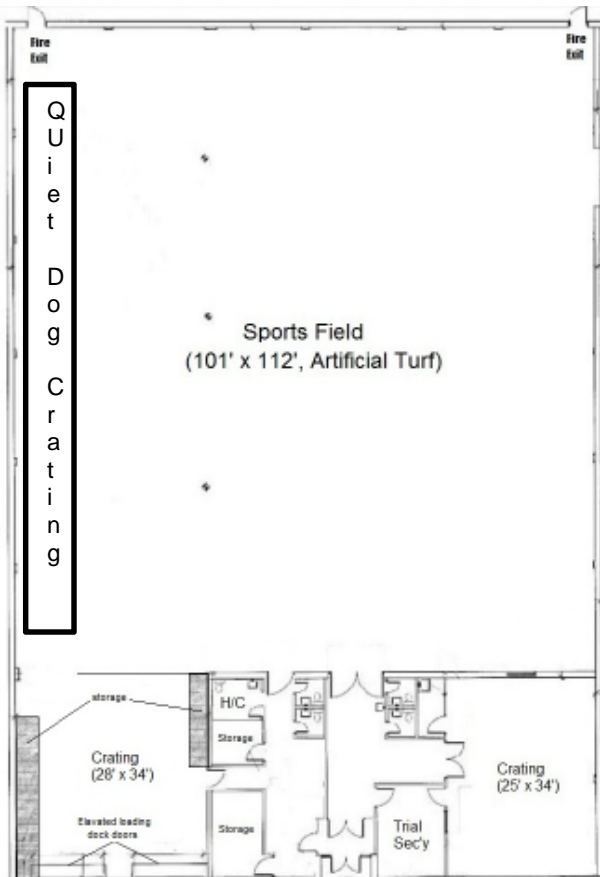 Fire
Exit
Fire
Exit
QUiet Dog Crating
Sports Field
(101' x 112', Artificial Turf)
storage
H/C
Storage
Crating
(28' x 34')
Crating
(25' x 34')
Elavated loading
dock doors
Storage
Trial
Sec'y